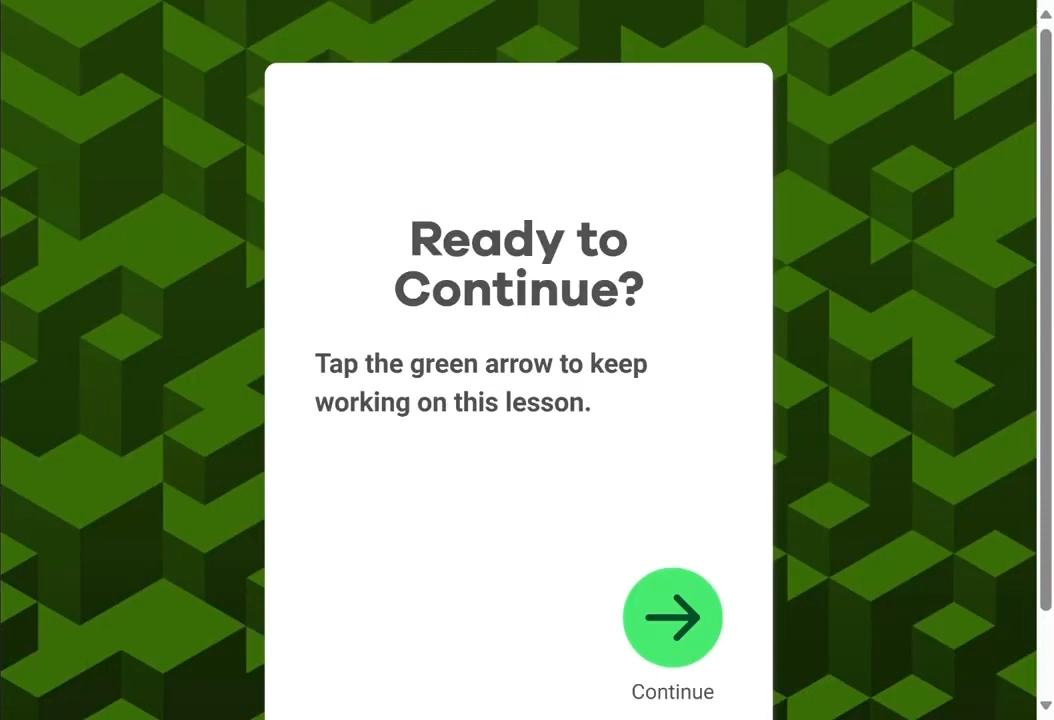 Ready to
Continue?
Tap the green arrow to keep
working on this lesson.
Continue